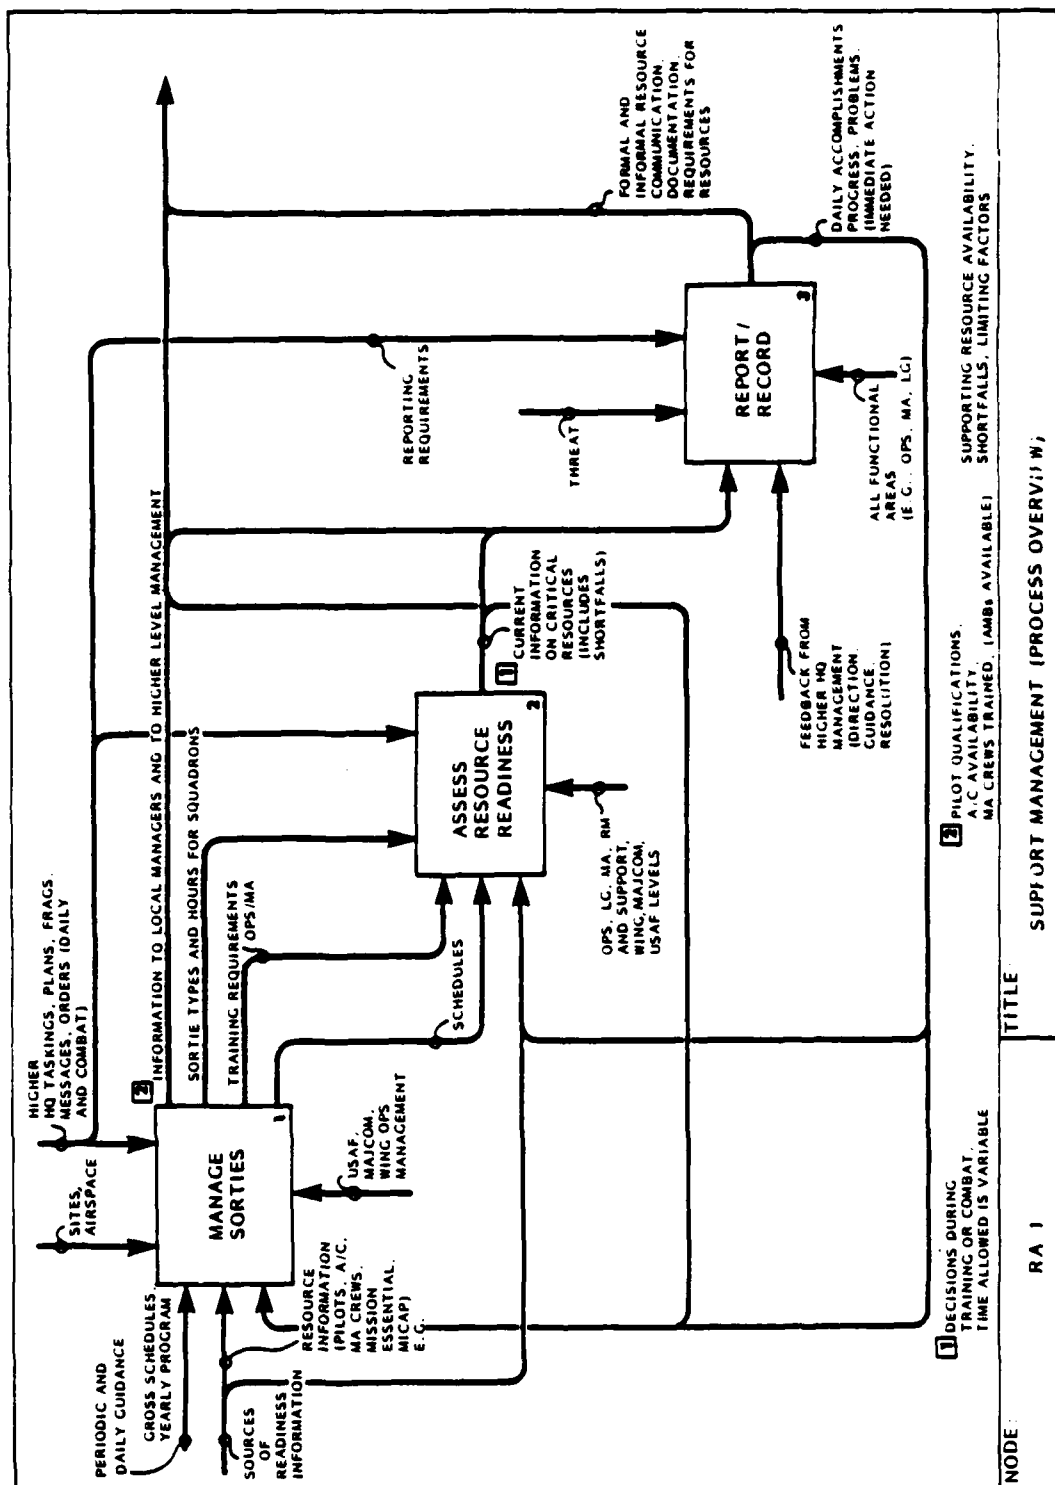 HIGHER
HQ TASKINGS, PLANS, FRAGS.
MESSAGES, ORDERS (DAILY
AND COMBAT)
SITES,
AIRSPACE
PERIODIC AND
DAILY GUIDANCE
GROSS SCHEDULES.
YEARLY PROGRAM
SOURCES
OF
READINESS
INFORMATION
RESOURCE
INFORMATION
(PILOTS, A/C.
MA CREWS.
MISSION
ESSENTIAL.
MICAP)
E.G.
MANAGE
SORTIES
1
USAF,
MAJCOM,
WING OPS
MANAGEMENT
2 INFORMATION TO LOCAL MANAGERS AND TO HIGHER LEVEL MANAGEMENT
SORTIE TYPES AND HOURS FOR SQUADRONS
TRAINING REQUIREMENTS
OPS/MA
SCHEDULES
ASSESS
RESOURCE
READINESS
2
OPS, LG, MA, RM
AND SUPPORT,
WING, MAJCOM,
USAF LEVELS
1
CURRENT
INFORMATION
ON CRITICAL
RESOURCES
(INCLUDES
SHORTFALLS)
REPORTING
REQUIREMENTS
THREAT
REPORT/
RECORD
3
FEEDBACK FROM
HIGHER HQ
MANAGEMENT
(DIRECTION
GUIDANCE
RESOLUTION)
ALL FUNCTIONAL
AREAS
(E.G., OPS, MA, LG)
FORMAL AND
INFORMAL RESOURCE
COMMUNICATION.
DOCUMENTATION.
REQUIREMENTS FOR
RESOURCES
DAILY ACCOMPLISHMENTS
PROGRESS, PROBLEMS.
(IMMEDIATE ACTION
NEEDED)
1 DECISIONS DURING
TRAINING OR COMBAT.
TIME ALLOWED IS VARIABLE
2 PILOT QUALIFICATIONS.
A/C AVAILABILITY.
MA CREWS TRAINED, (AMBs AVAILABLE)
SUPPORTING RESOURCE AVAILABILITY.
SHORTFALLS, LIMITING FACTORS
NODE:
RA 1
TITLE
SUPPORT MANAGEMENT (PROCESS OVERVIEW)